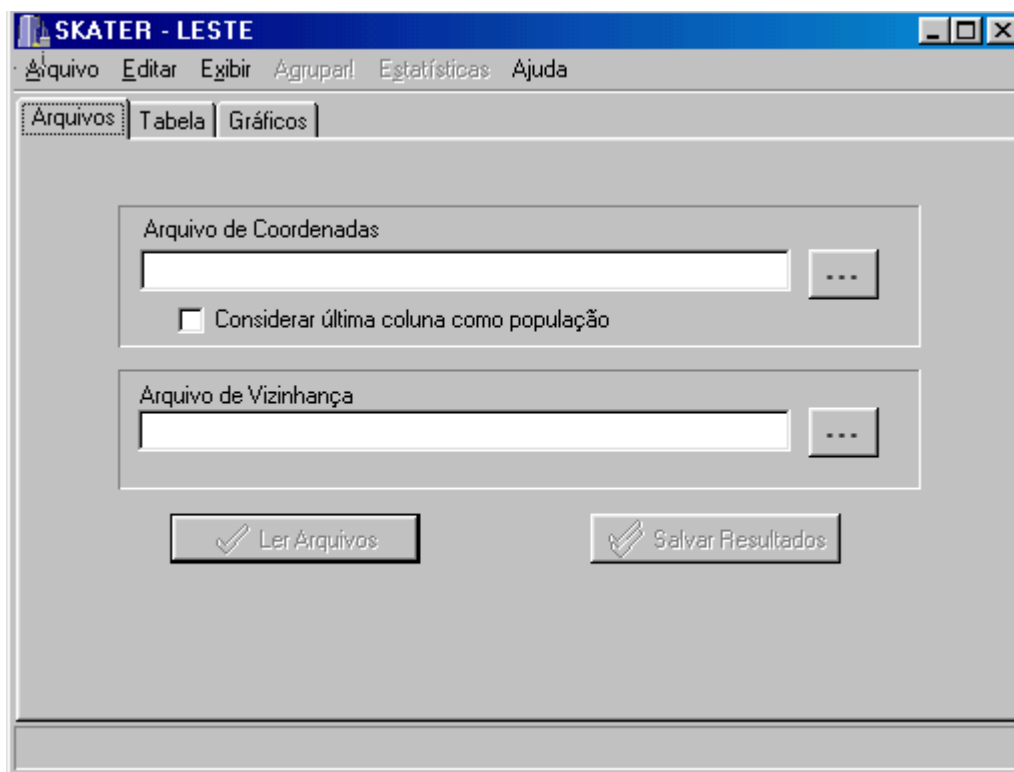 SKATER - LESTE
Arquivo Editar Exibir Agrupar! Estatísticas Ajuda
Arquivos Tabela Gráficos
Arquivo de Coordenadas
...
Considerar última coluna como população
Arquivo de Vizinhança
...
Ler Arquivos Salvar Resultados